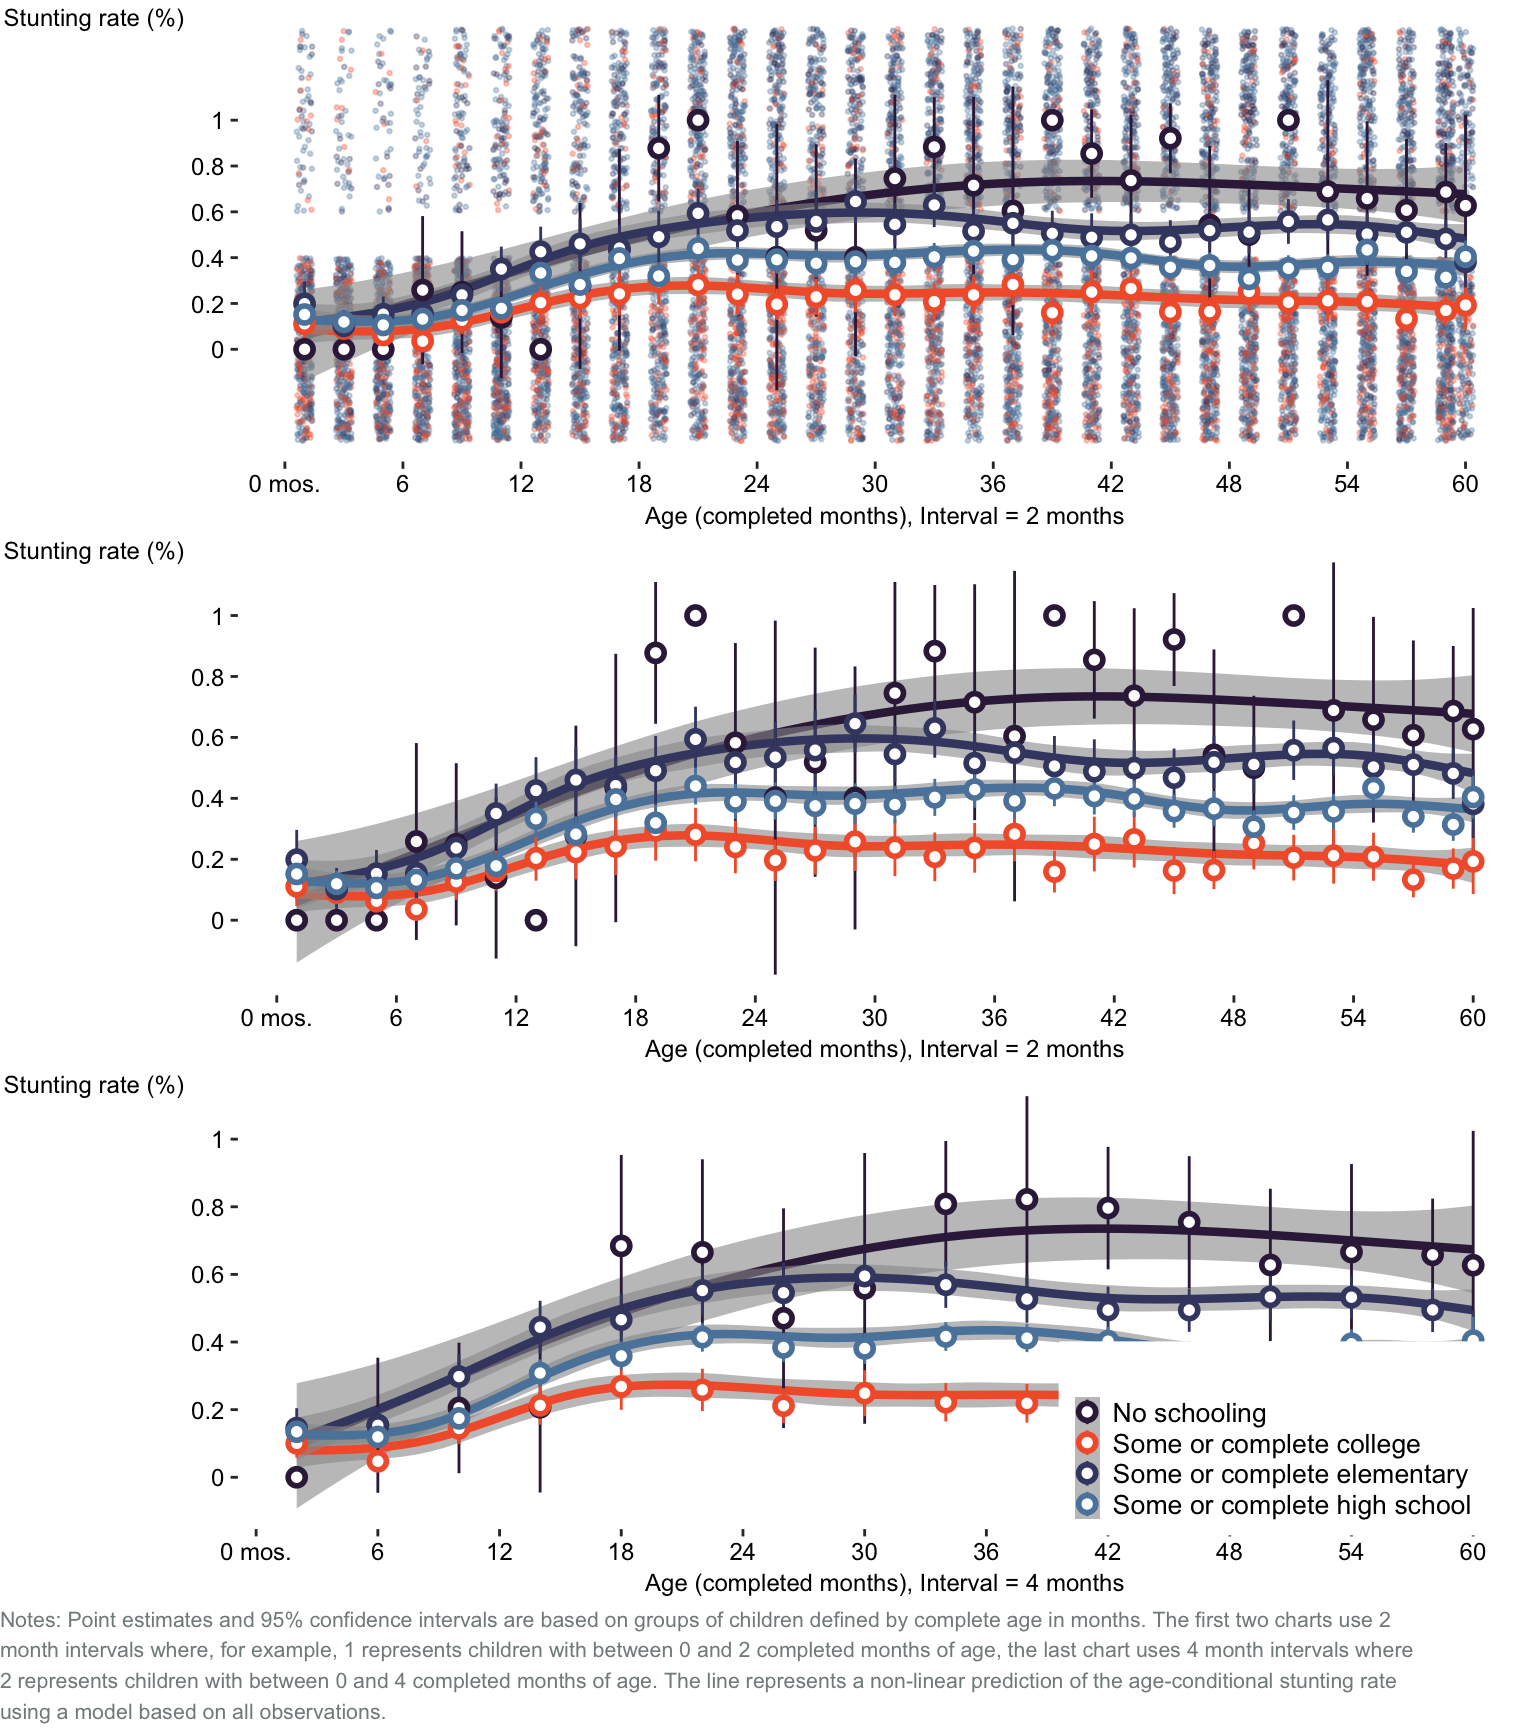 Stunting rate (%)
1
0.8
0.6
0.4
0.2
0
0 mos. 6 12 18 24 30 36 42 48 54 60
Age (completed months), Interval = 2 months
Stunting rate (%)
1
0.8
0.6
0.4
0.2
0
0 mos. 6 12 18 24 30 36 42 48 54 60
Age (completed months), Interval = 2 months
Stunting rate (%)
1
0.8
0.6
0.4
0.2
0
No schooling
Some or complete college
Some or complete elementary
Some or complete high school
0 mos. 6 12 18 24 30 36 42 48 54 60
Age (completed months), Interval = 4 months
Notes: Point estimates and 95% confidence intervals are based on groups of children defined by complete age in months. The first two charts use 2
month intervals where, for example, 1 represents children with between 0 and 2 completed months of age, the last chart uses 4 month intervals where
2 represents children with between 0 and 4 completed months of age. The line represents a non-linear prediction of the age-conditional stunting rate
using a model based on all observations.